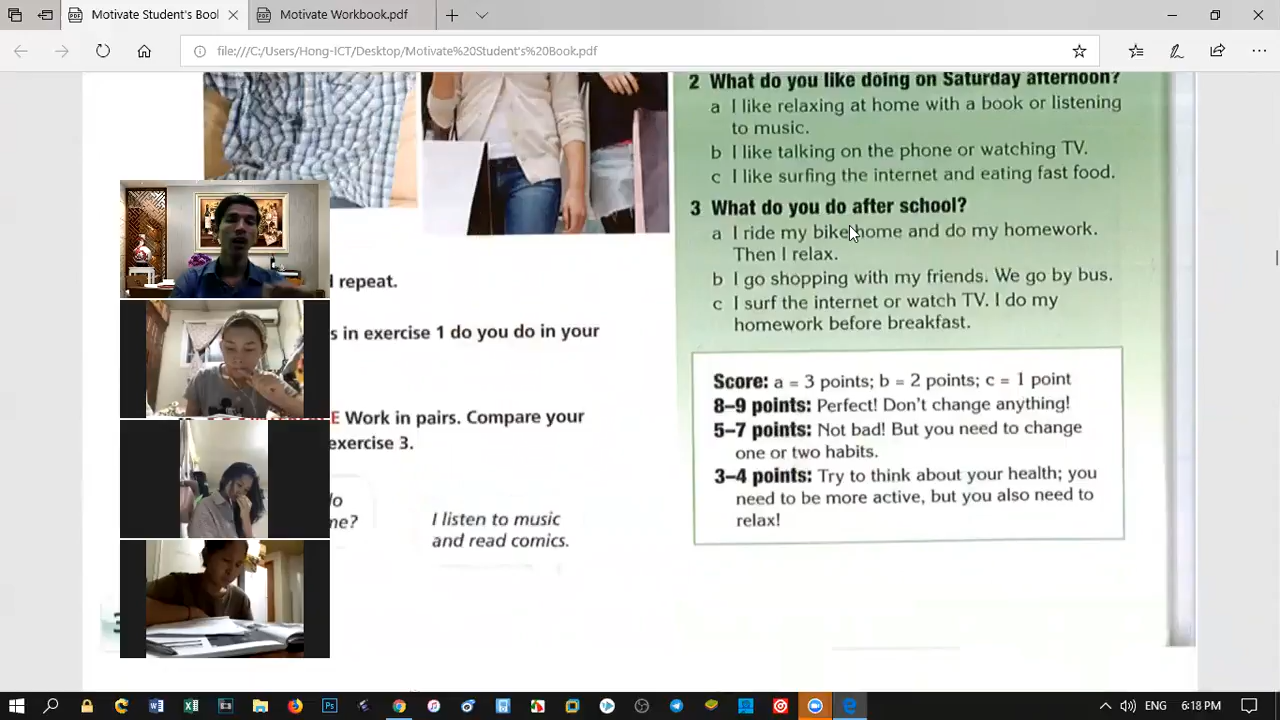 Motivate Student's Book
Motivate Workbook.pdf
file:///C:/Users/Hong-ICT/Desktop/Motivate%20Student's%20Book.pdf
2 What do you like doing on Saturday afternoon?
a I like relaxing at home with a book or listening
to music.
b I like talking on the phone or watching TV.
c I like surfing the internet and eating fast food.
3 What do you do after school?
a I ride my bike home and do my homework.
Then I relax.
b I go shopping with my friends. We go by bus.
c I surf the internet or watch TV. I do my
homework before breakfast.
Score: a = 3 points; b = 2 points; c = 1 point
8–9 points: Perfect! Don't change anything!
5–7 points: Not bad! But you need to change
one or two habits.
3–4 points: Try to think about your health; you
need to be more active, but you also need to
relax!
repeat.
in exercise 1 do you do in your
Work in pairs. Compare your
exercise 3.
I listen to music
and read comics.
ENG 6:18 PM